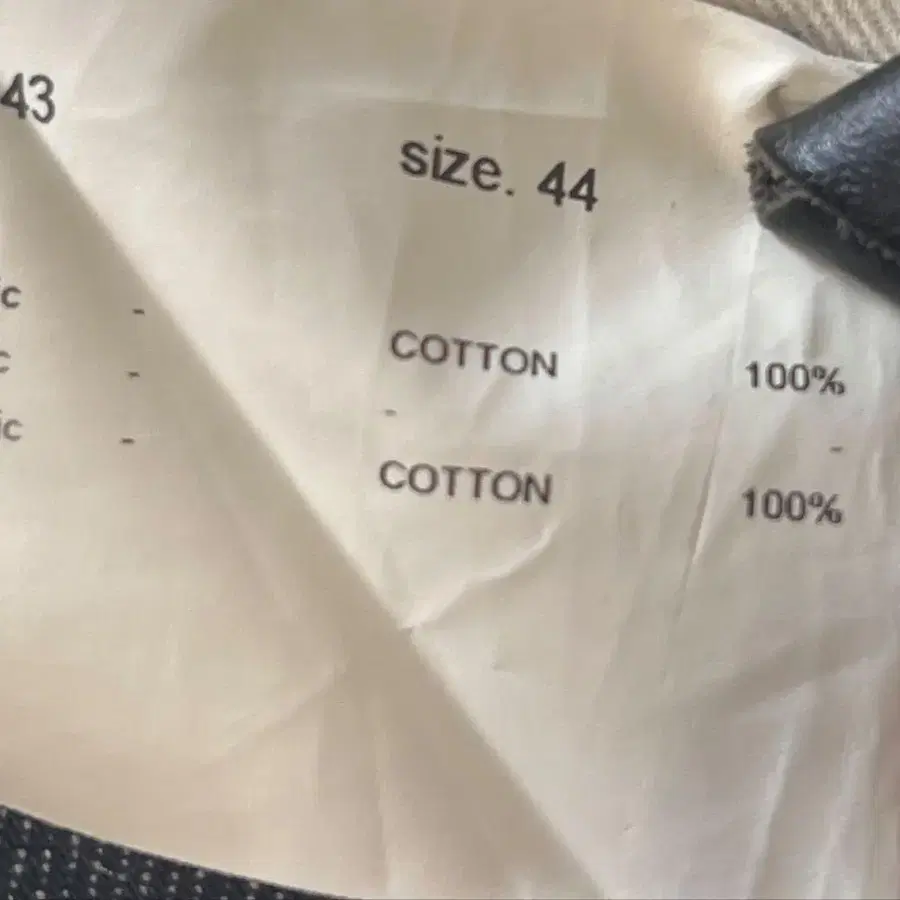 43
size. 44
c -
c -
ic -
COTTON 100%
- -
COTTON 100%